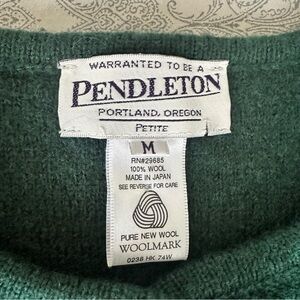 WARRANTED TO BE A
PENDLETON
PORTLAND, OREGON
PETITE
M
RN#29685
100% WOOL
MADE IN JAPAN
SEE REVERSE FOR CARE
PURE NEW WOOL
WOOLMARK
0238 HK 74W